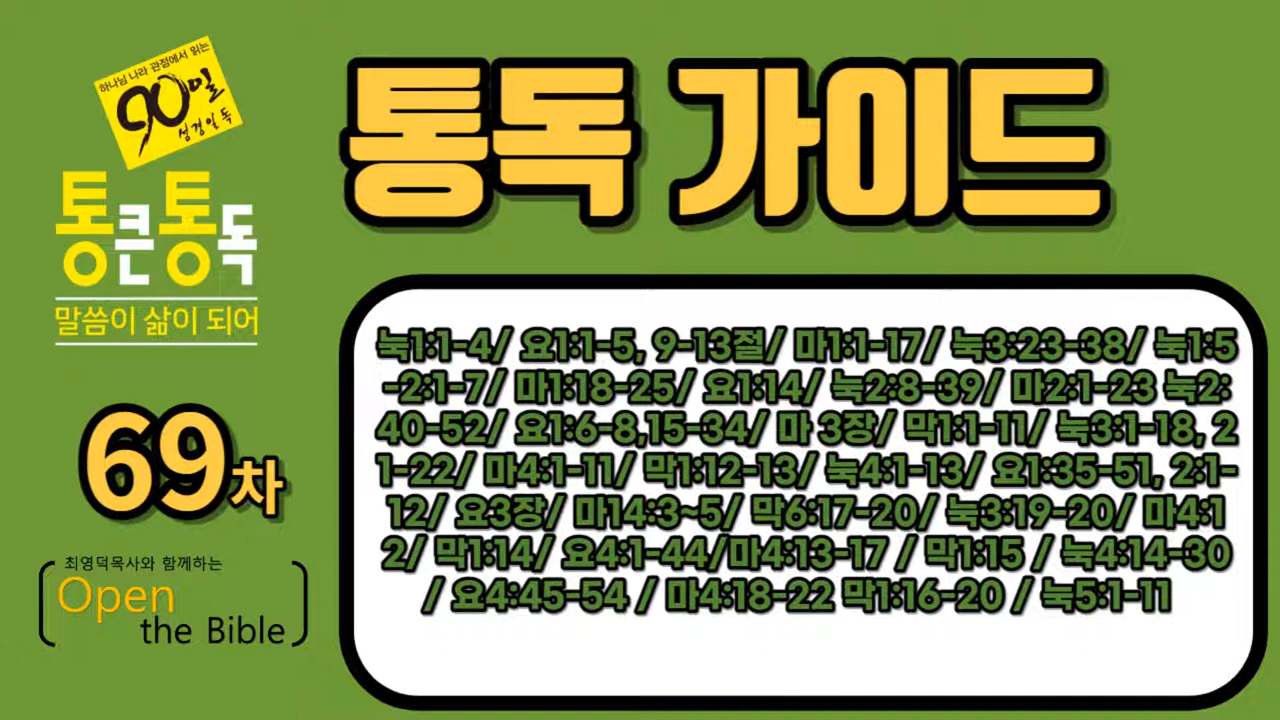 하나님 나라 관점에서 읽는
90일
성경일독
통큰통독
말씀이 삶이 되어
69차
최영덕목사와 함께하는
Open
the Bible
통독 가이드
눅1:1-4/ 요1:1-5, 9-13절/ 마1:1-17/ 눅3:23-38/ 눅1:5
-2:1-7/ 마1:18-25/ 요1:14/ 눅2:8-39/ 마2:1-23 눅2:
40-52/ 요1:6-8,15-34/ 마 3장/ 막1:1-11/ 눅3:1-18, 2
1-22/ 마4:1-11/ 막1:12-13/ 눅4:1-13/ 요1:35-51, 2:1-
12/ 요3장/ 마14:3~5/ 막6:17-20/ 눅3:19-20/ 마4:1
2/ 막1:14/ 요4:1-44/마4:13-17 / 막1:15 / 눅4:14-30
/ 요4:45-54 / 마4:18-22 막1:16-20 / 눅5:1-11